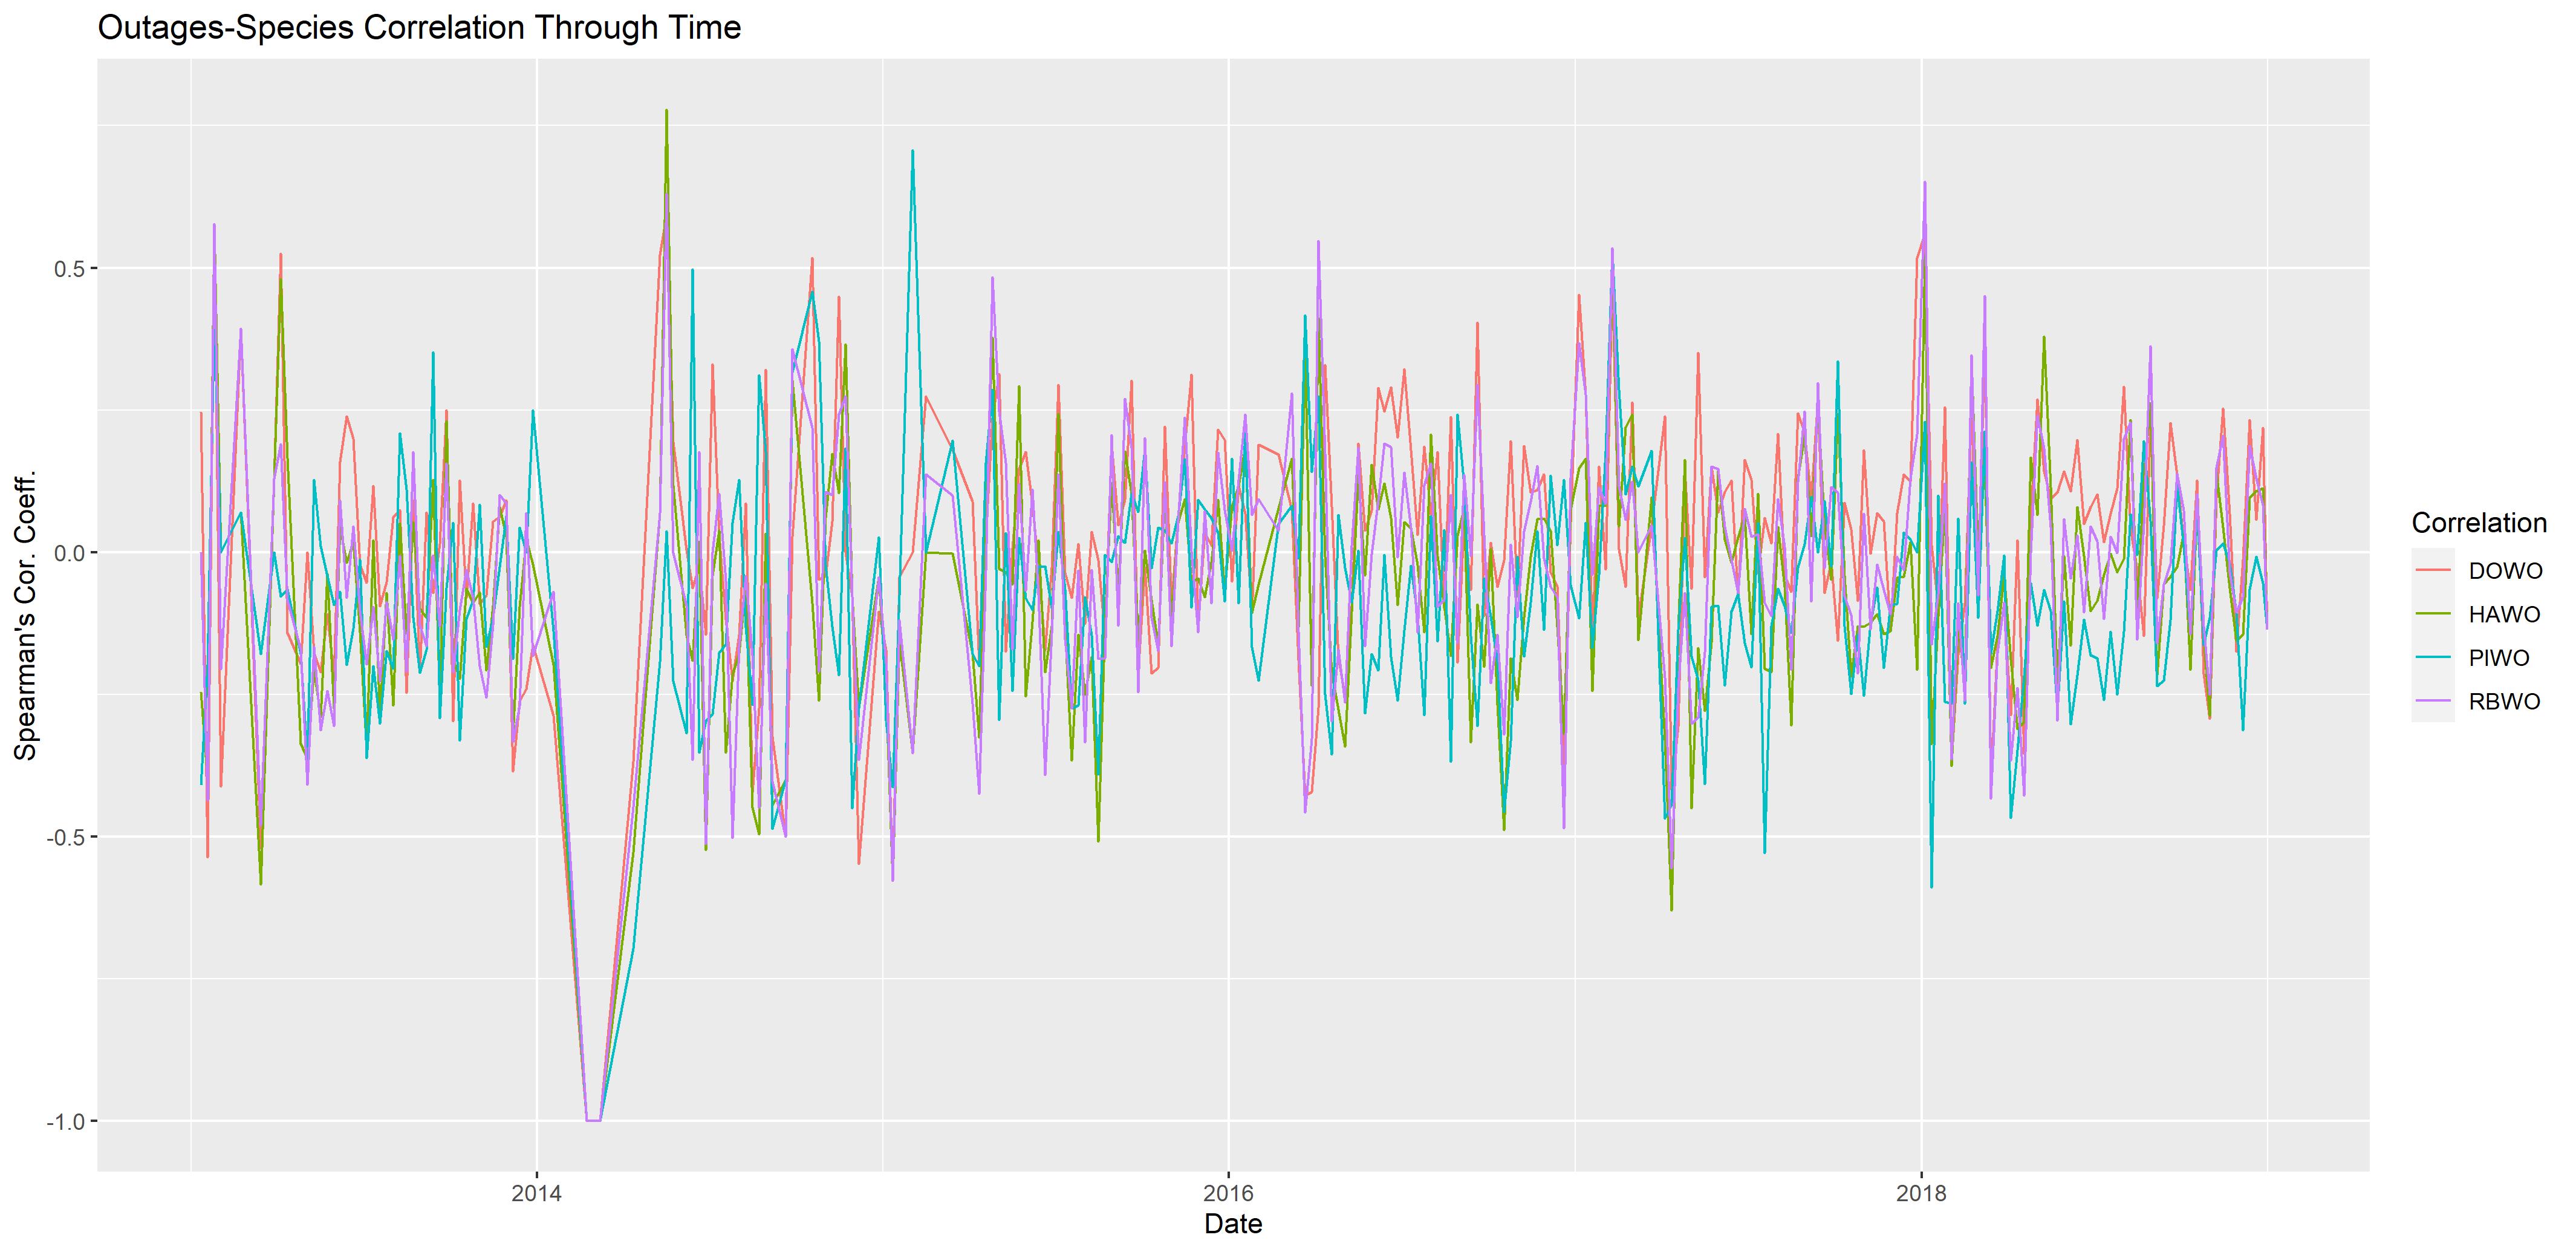 Outages-Species Correlation Through Time
Spearman's Cor. Coeff.
0.5
0.0
-0.5
-1.0
2014
2016
2018
Date
Correlation
DOWO
HAWO
PIWO
RBWO